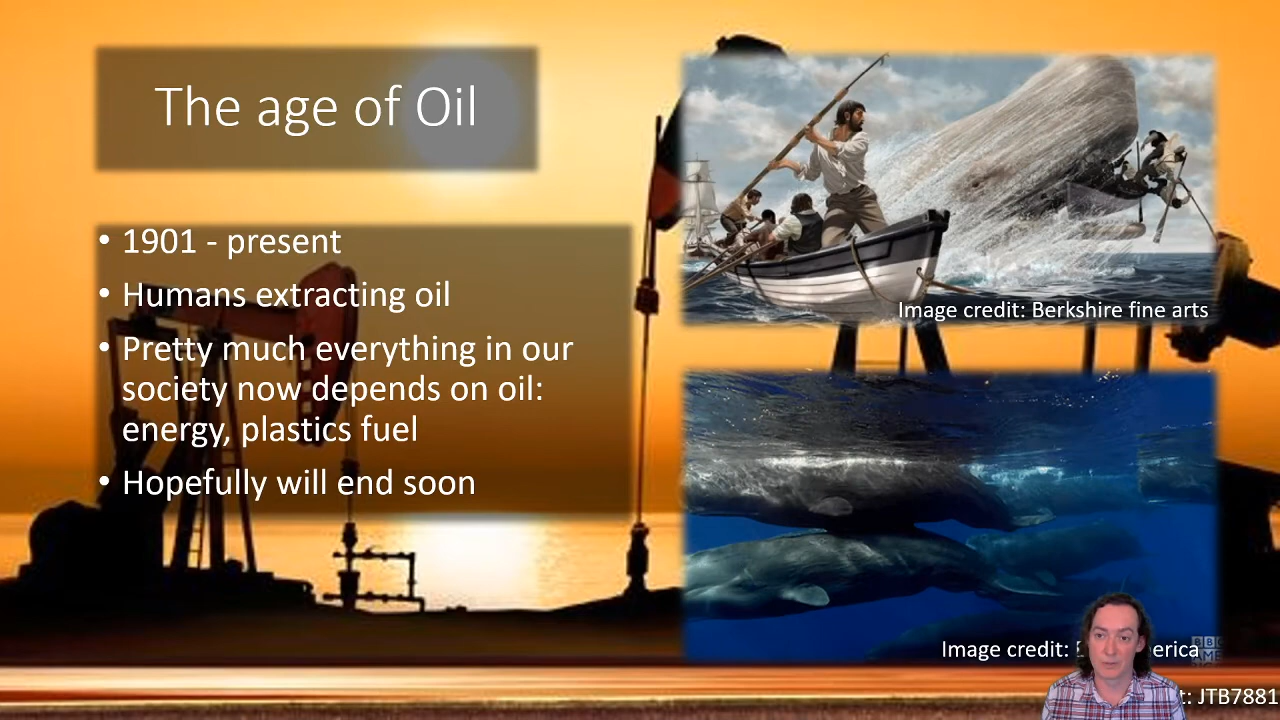 The age of Oil
• 1901 - present
• Humans extracting oil
• Pretty much everything in our
society now depends on oil:
energy, plastics fuel
• Hopefully will end soon
Image credit: Berkshire fine arts
Image credit:
BBC
JTB7881